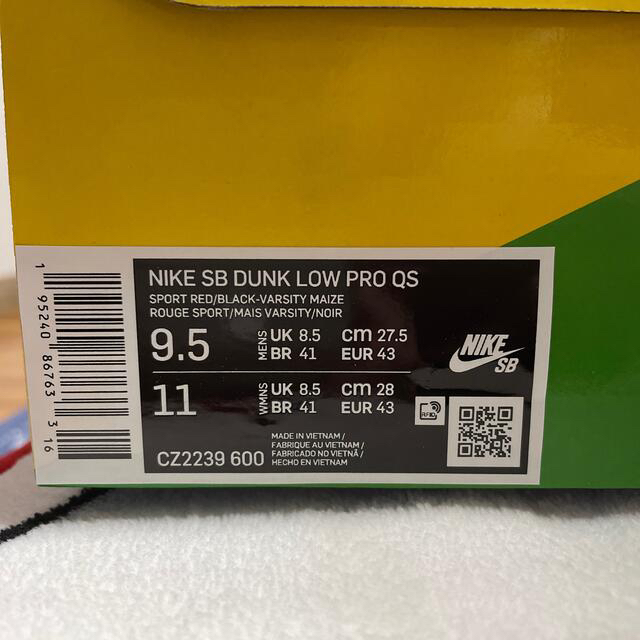 NIKE SB DUNK LOW PRO QS
SPORT RED/BLACK-VARSITY MAIZE
ROUGE SPORT/MAIS VARSITY/NOIR
9.5 MENS UK 8.5 cm 27.5
BR 41 EUR 43
11 WMNS UK 8.5 cm 28
BR 41 EUR 43
CZ2239 600
MADE IN VIETNAM /
FABRIQUE AU VIETNAM /
FABRICADO NO VIETNÃ /
HECHO EN VIETNAM
NIKE
SB
RFID
1 95240 86763 3 16